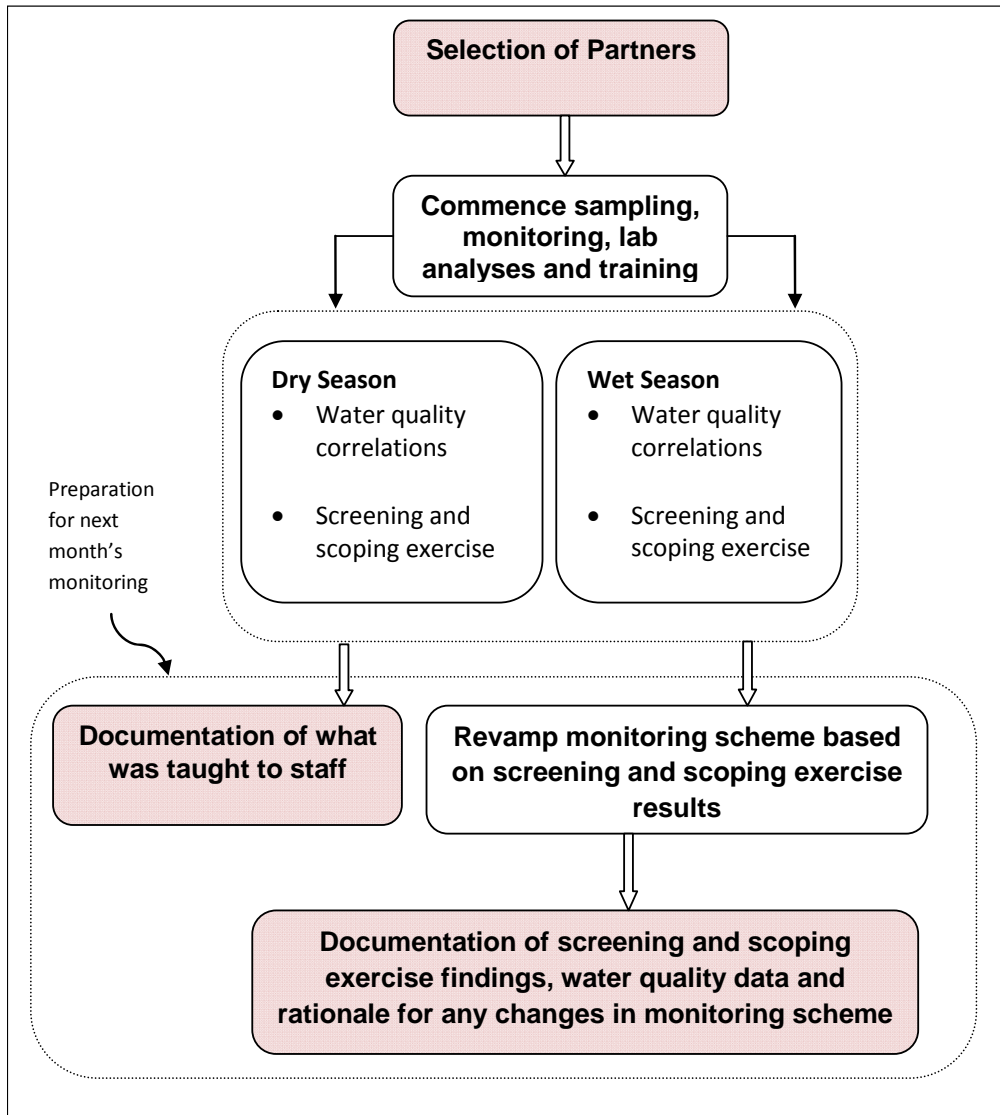 Selection of
Partners
Commence sampling,
monitoring, lab
analyses and training
Dry Season
• Water quality
correlations
• Screening and
scoping exercise
Wet Season
• Water quality
correlations
• Screening and
scoping exercise
Preparation
for next
month’s
monitoring
Documentation of what
was taught to staff
Revamp monitoring scheme based
on screening and scoping exercise
results
Documentation of screening and scoping
exercise findings, water quality data and
rationale for any changes in monitoring scheme